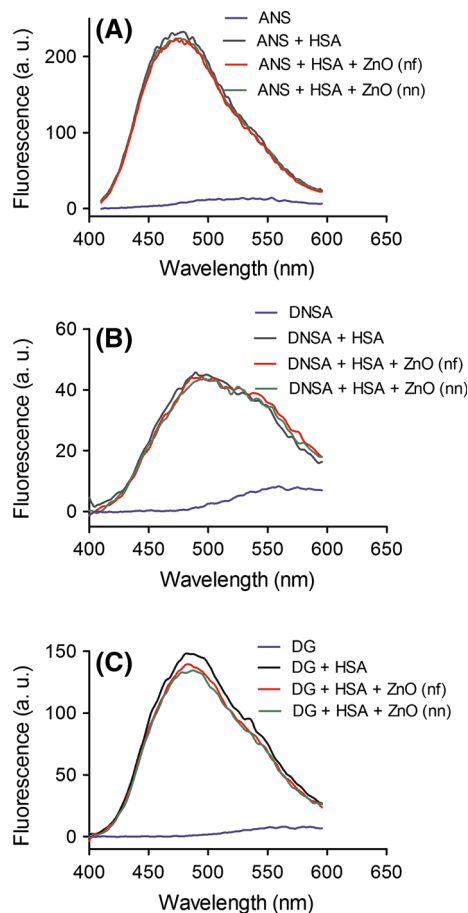 (A)
ANS
ANS + HSA
ANS + HSA + ZnO (nf)
ANS + HSA + ZnO (nn)
Fluorescence (a. u.)
200
100
0
400 450 500 550 600 650
Wavelength (nm)
(B)
DNSA
DNSA + HSA
DNSA + HSA + ZnO (nf)
DNSA + HSA + ZnO (nn)
Fluorescence (a. u.)
60
40
20
0
400 450 500 550 600 650
Wavelength (nm)
(C)
DG
DG + HSA
DG + HSA + ZnO (nf)
DG + HSA + ZnO (nn)
Fluorescence (a. u.)
150
100
50
0
400 450 500 550 600 650
Wavelength (nm)